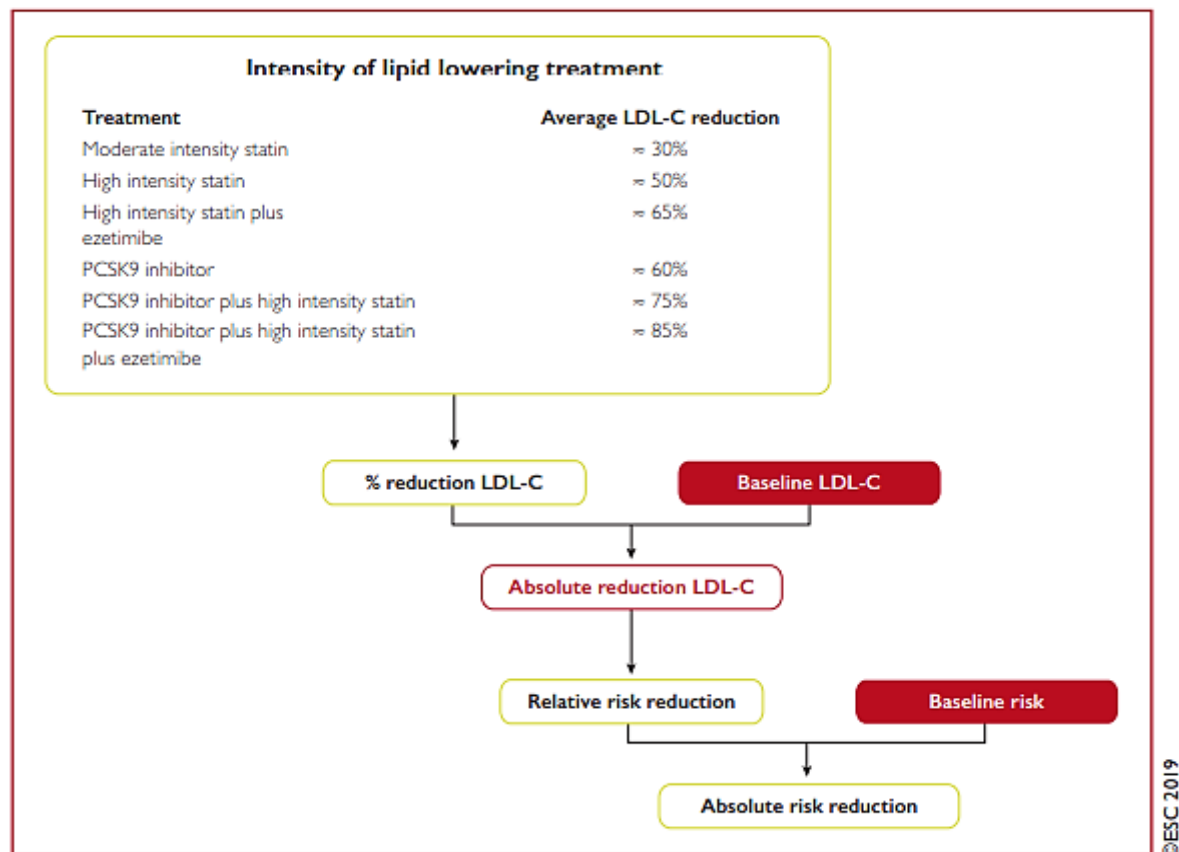 Intensity of lipid lowering treatment
Treatment Average LDL-C reduction
Moderate intensity statin ≈ 30%
High intensity statin ≈ 50%
High intensity statin plus ≈ 65%
ezetimibe
PCSK9 inhibitor ≈ 60%
PCSK9 inhibitor plus high intensity statin ≈ 75%
PCSK9 inhibitor plus high intensity statin ≈ 85%
plus ezetimibe
% reduction LDL-C Baseline LDL-C
Absolute reduction LDL-C
Relative risk reduction Baseline risk
Absolute risk reduction
©ESC 2019